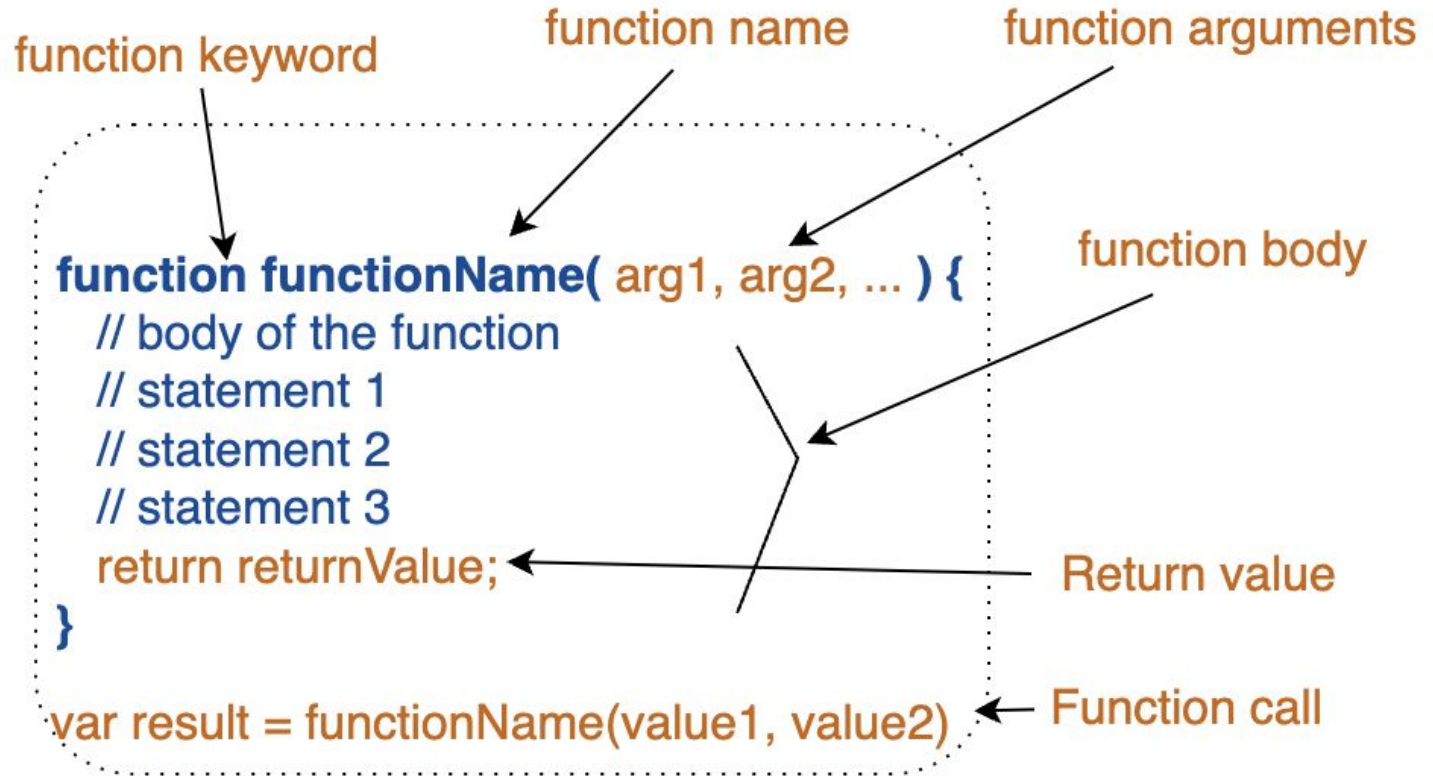 function keyword
function name
function arguments
function functionName( arg1, arg2, ... ) {
function body
// body of the function
// statement 1
// statement 2
// statement 3
return returnValue;
Return value
}
var result = functionName(value1, value2)
Function call